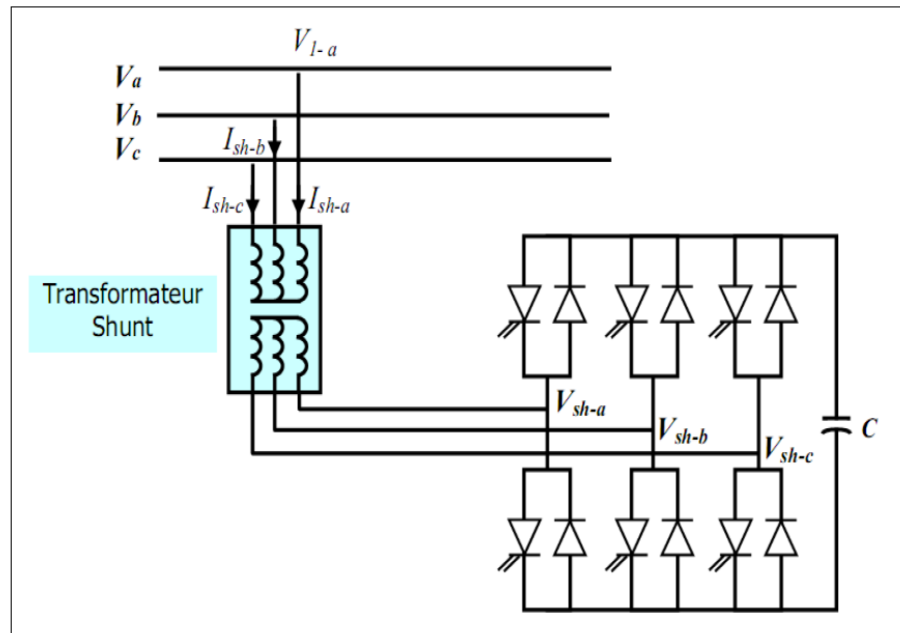 V1-a
Va
Vb
Vc
Ish-b
Ish-c
Ish-a
Transformateur
Shunt
Vsh-a
Vsh-b
Vsh-c
C